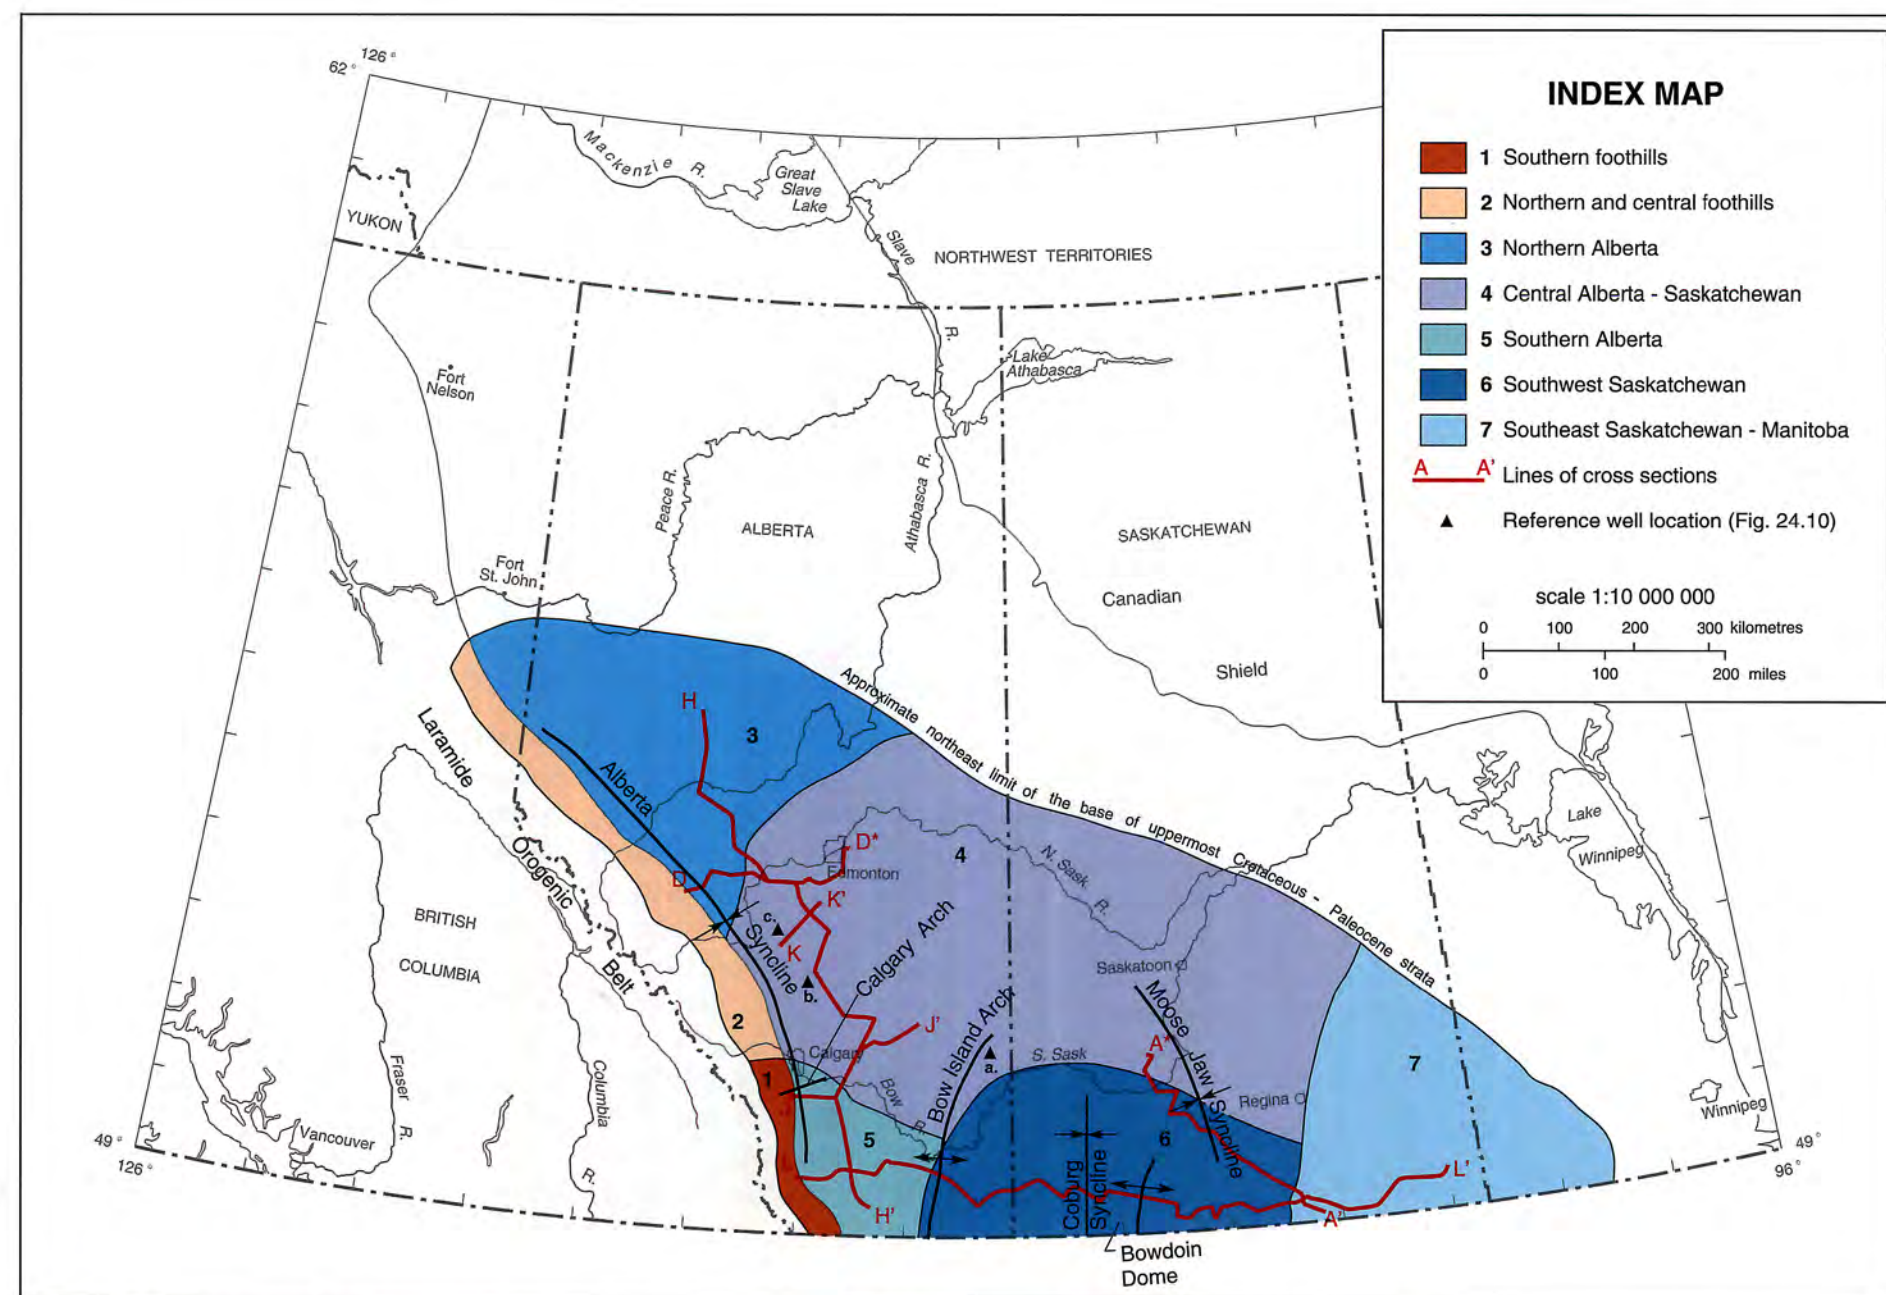 126°
62°
INDEX MAP
1 Southern foothills
2 Northern and central foothills
3 Northern Alberta
4 Central Alberta - Saskatchewan
5 Southern Alberta
6 Southwest Saskatchewan
7 Southeast Saskatchewan - Manitoba
A A' Lines of cross sections
▲ Reference well location (Fig. 24.10)
scale 1:10 000 000
0 100 200 300 kilometres
0 100 200 miles
Mackenzie R.
Great
Slave
Lake
YUKON
Slave
R.
NORTHWEST TERRITORIES
Fort
Nelson
Lake
Athabasca
Peace R.
Athabasca R.
ALBERTA
SASKATCHEWAN
Fort
St. John
Canadian
Shield
Approximate northeast limit of the base of uppermost Cretaceous - Paleocene strata
H
3
Laramide
Orogenic
Belt
Alberta
Syncline
D
D*
Edmonton
4
N. Sask
R.
Lake
Winnipeg
K'
c.
K
b.
BRITISH
COLUMBIA
Calgary Arch
Saskatoon
2
J'
Bow Island Arch
a.
S. Sask
A*
Moose Jaw Syncline
7
Calgary
1
J
Bow
R.
5
6
Regina
Winnipeg
Fraser
R.
Columbia
R.
Vancouver
49°
126°
49°
96°
L
L'
H'
A'
Coburg
Syncline
Bowdoin
Dome